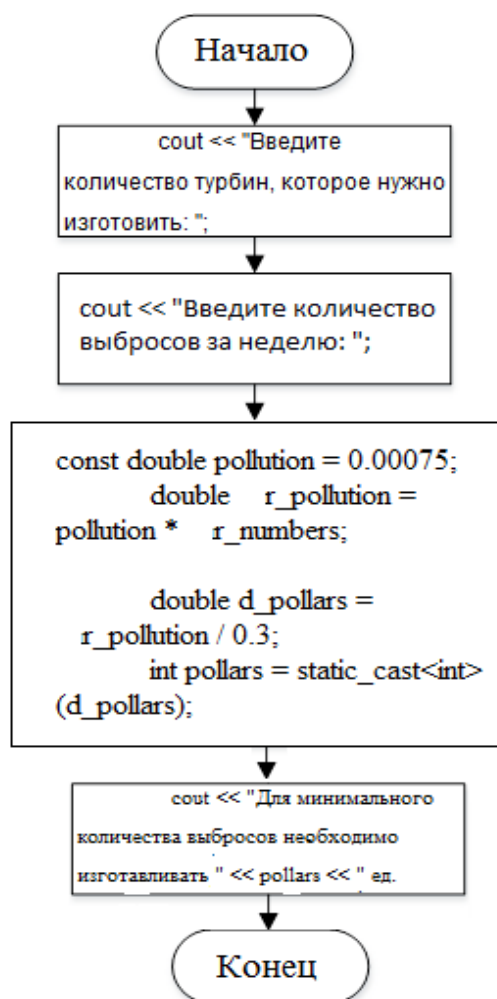 Начало
cout << "Введите
количество турбин, которое нужно
изготовить: ";
cout << "Введите количество
выбросов за неделю: ";
const double pollution = 0.00075;
double r_pollution =
pollution * r_numbers;
double d_pollars =
r_pollution / 0.3;
int pollars = static_cast<int>
(d_pollars);
cout << "Для минимального
количества выбросов необходимо
изготавливать " << pollars << " ед.
Конец